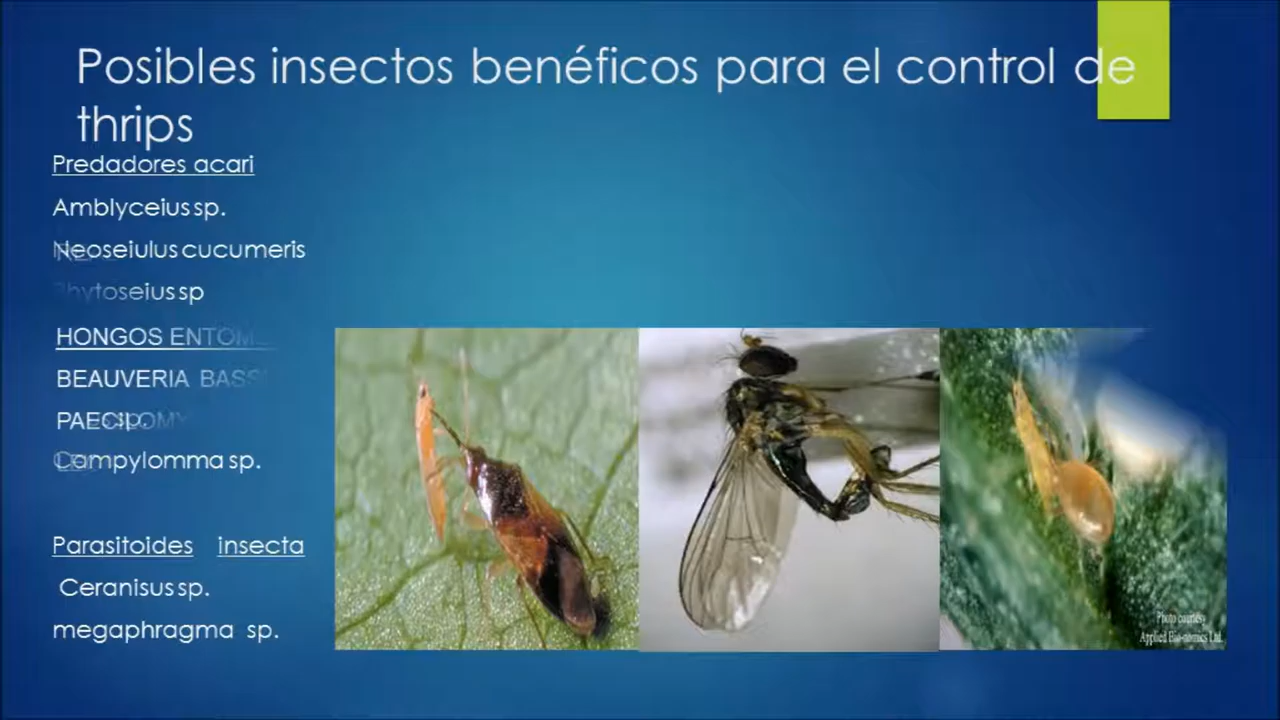 Posibles insectos benéficos para el control de
thrips
Predadores acari
Amblyceius sp.
Neoseiulus cucumeris
Phytoseius sp
HONGOS
BEAUVERIA
Campylomma sp.
Parasitoides insecta
Ceranisus sp.
megaphragma sp.
Photo courtesy
Applied Bio-nomics Ltd.